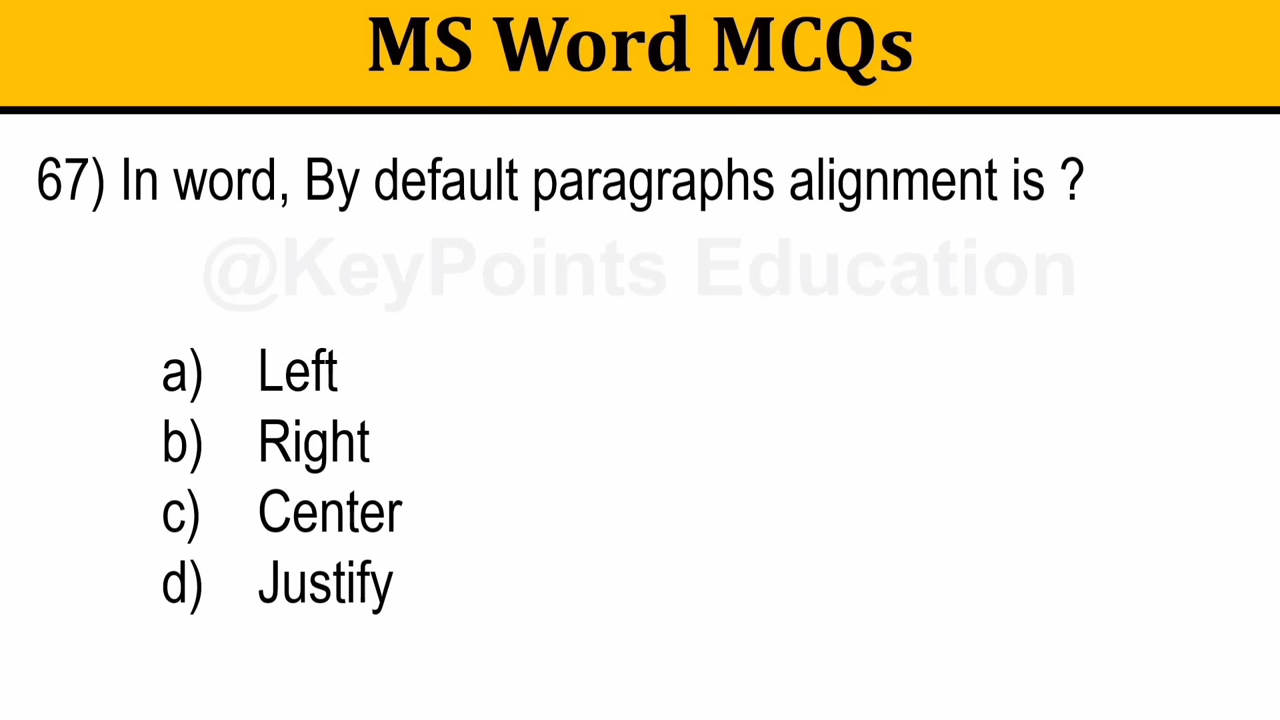 MS Word MCQs
67) In word, By default paragraphs alignment is ?
@KeyPoints Education
a) Left
b) Right
c) Center
d) Justify